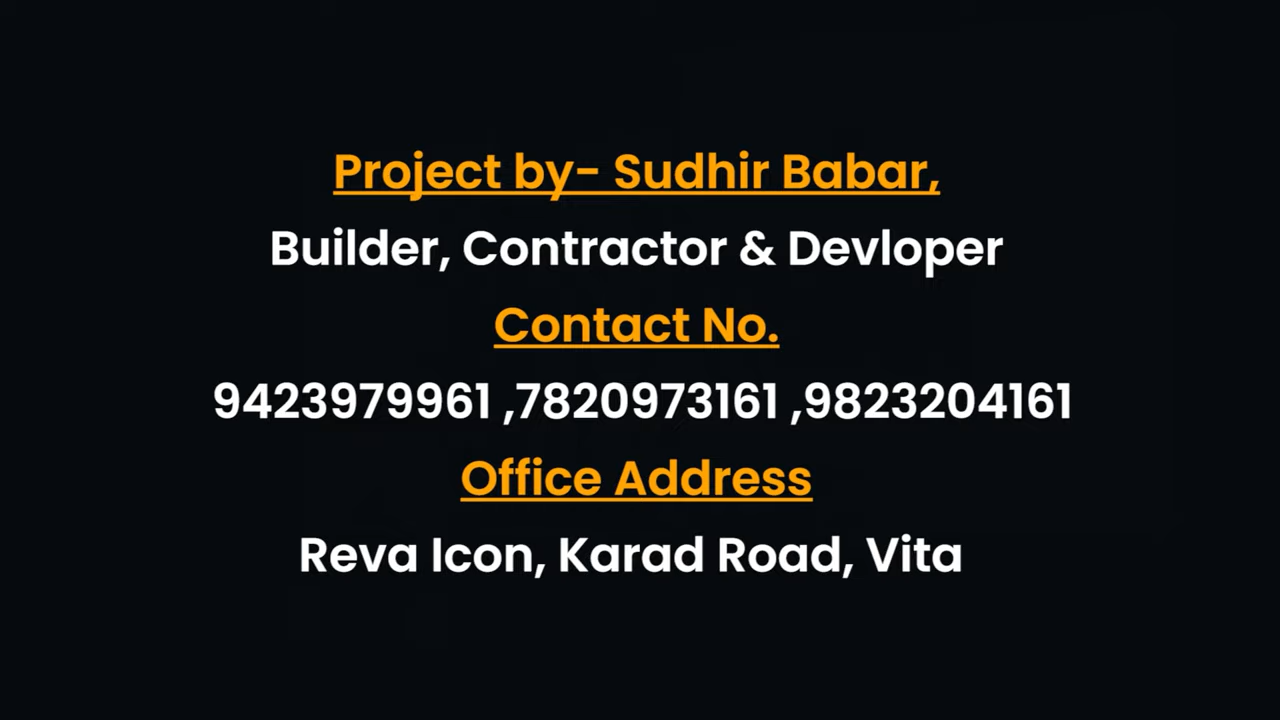 Project by- Sudhir Babar,
Builder, Contractor & Devloper
Contact No.
9423979961 ,7820973161 ,9823204161
Office Address
Reva Icon, Karad Road, Vita